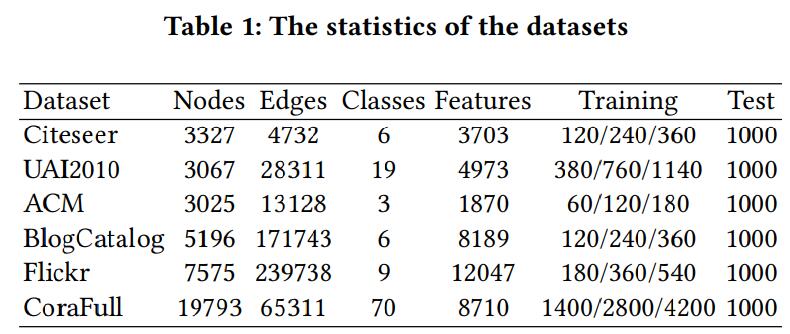 Table 1: The statistics of the datasets
Dataset Nodes Edges Classes Features Training Test
Citeseer 3327 4732 6 3703 120/240/360 1000
UAI2010 3067 28311 19 4973 380/760/1140 1000
ACM 3025 13128 3 1870 60/120/180 1000
BlogCatalog 5196 171743 6 8189 120/240/360 1000
Flickr 7575 239738 9 12047 180/360/540 1000
CoraFull 19793 65311 70 8710 1400/2800/4200 1000